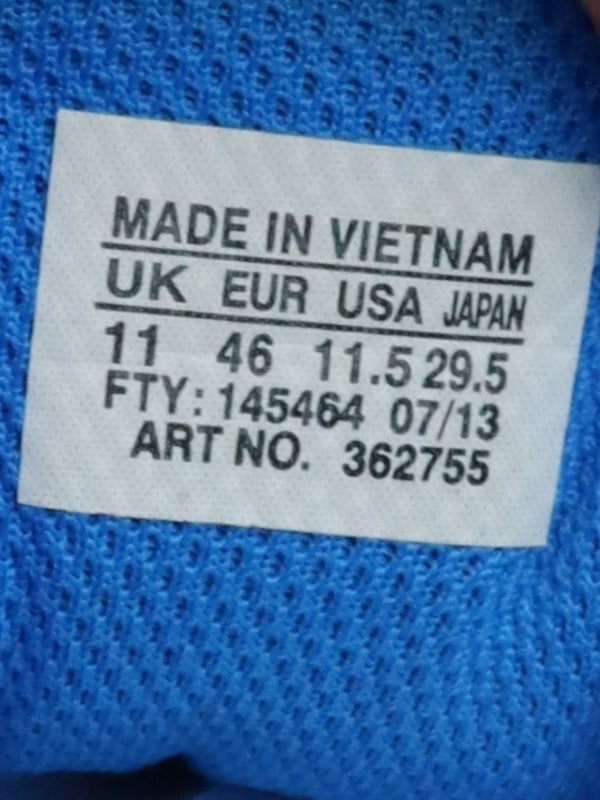 MADE IN VIETNAM
UK EUR USA JAPAN
11 46 11.5 29.5
FTY: 145464 07/13
ART NO. 362755